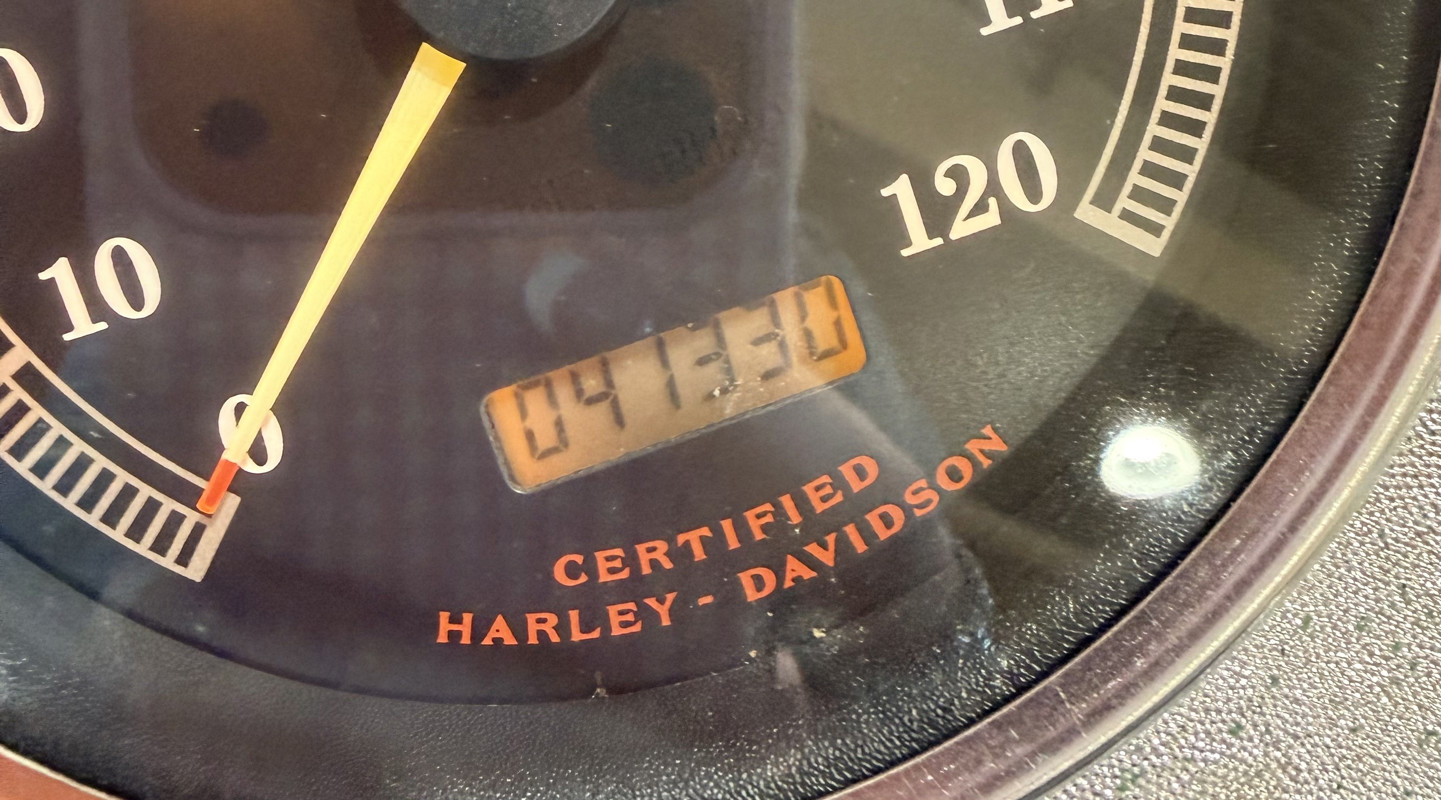 120
10
0
041330
CERTIFIED
HARLEY - DAVIDSON